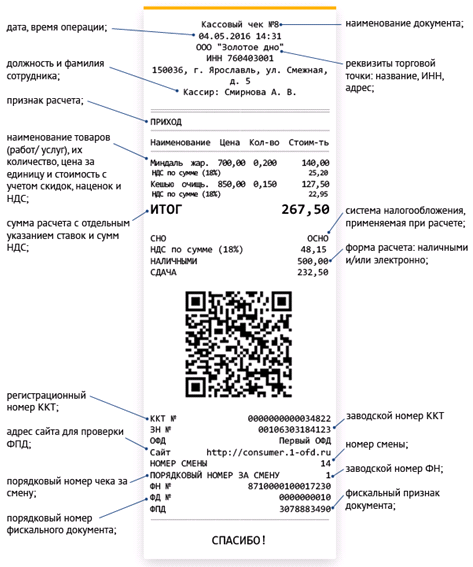 Кассовый чек №8
04.05.2016 14:31
ООО "Золотое дно"
ИНН 760403001
150036, г. Ярославль, ул. Смежная,
д. 5
Кассир: Смирнова А. В.
ПРИХОД
Наименование Цена Кол-во Стоим-ть
Миндаль жар. 700,00 0,200 140,00
НДС по сумме (18%) 25,20
Кешью очищь. 850,00 0,150 127,50
НДС по сумме (18%) 22,95
ИТОГ 267,50
СНО ОСНО
НДС по сумме (18%) 48,15
НАЛИЧНЫМИ 500,00
СДАЧА 232,50
ККТ № 0000000000034822
ЗН № 00106303184123
ОФД Первый ОФД
Сайт http://consumer.1-ofd.ru
НОМЕР СМЕНЫ 14
ПОРЯДКОВЫЙ НОМЕР ЗА СМЕНУ 1
ФН № 8710000100017230
ФД № 0000000010
ФПД 3078883490
СПАСИБО!
дата, время операции;
должность и фамилия
сотрудника;
признак расчета;
наименование товаров
(работ/ услуг), их
количество, цена за
единицу и стоимость с
учетом скидок, наценок и
НДС;
сумма расчета с отдельным
указанием ставок и сумм
НДС;
регистрационный
номер ККТ;
адрес сайта для проверки
ФПД;
порядковый номер чека за
смену;
порядковый номер
фискального документа;
наименование документа;
реквизиты торговой
точки: название, ИНН,
адрес;
система налогообложения,
применяемая при расчете;
форма расчета: наличными
и/или электронно;
заводской номер ККТ
номер смены;
заводской номер ФН;
фискальный признак
документа;